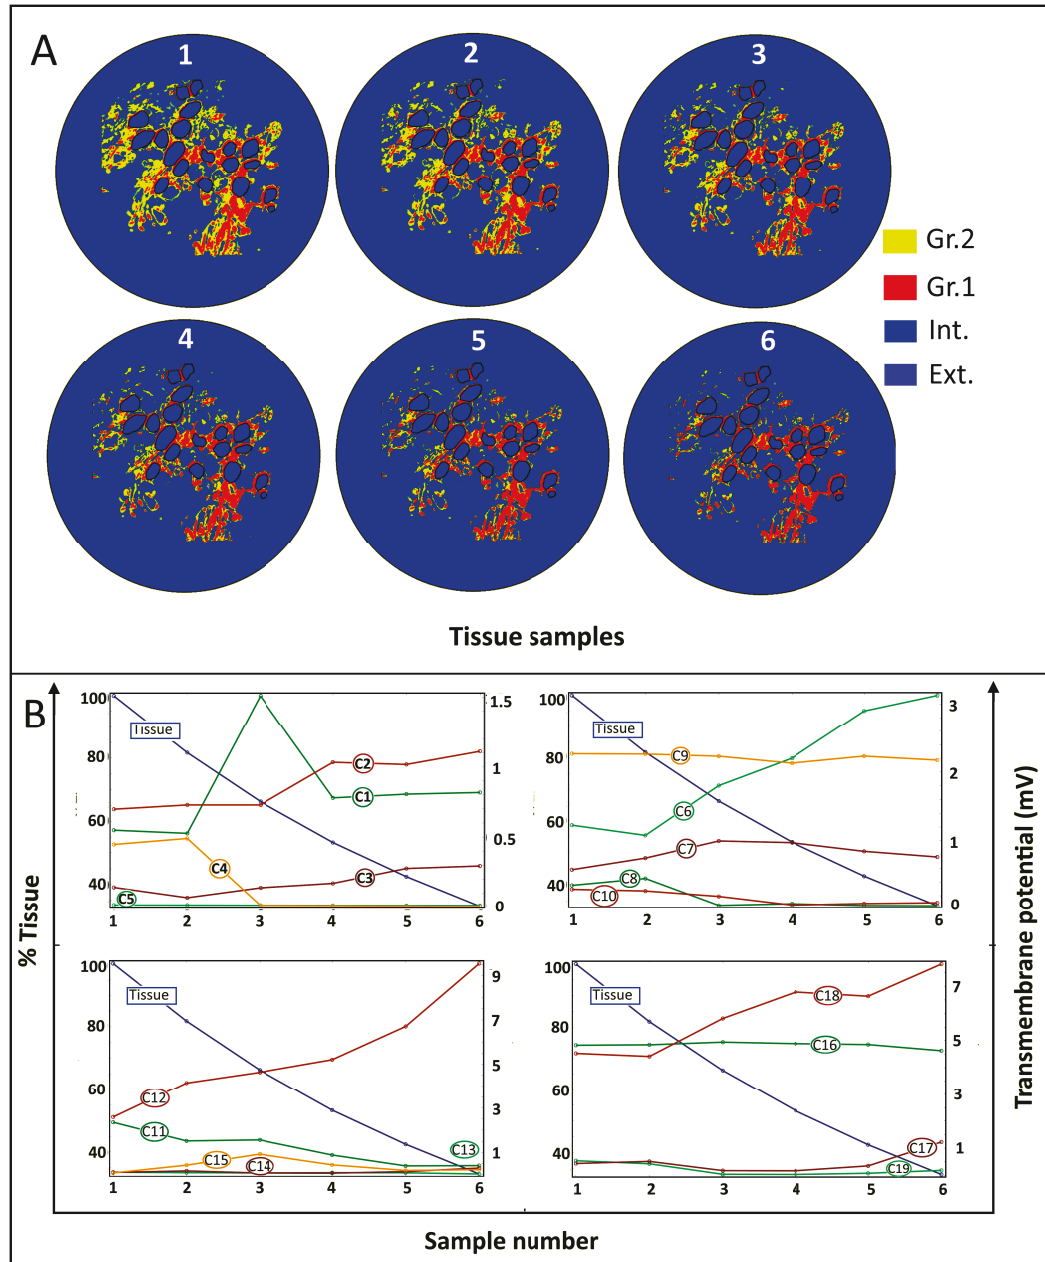 A
1 2 3
Gr.2
Gr.1
Int.
Ext.
4 5 6
Tissue samples
B
% Tissue
Transmembrane potential (mV)
100
80
60
40
Tissue
C2
C1
C4
C3
C5
1.5
1
0.5
0
1 2 3 4 5 6
100
80
60
40
Tissue
C9
C6
C7
C8
C10
3
2
1
0
1 2 3 4 5 6
100
80
60
40
Tissue
C12
C11
C15
C14
C13
9
7
5
3
1
1 2 3 4 5 6
100
80
60
40
Tissue
C18
C16
C17
C19
7
5
3
1
1 2 3 4 5 6
Sample number